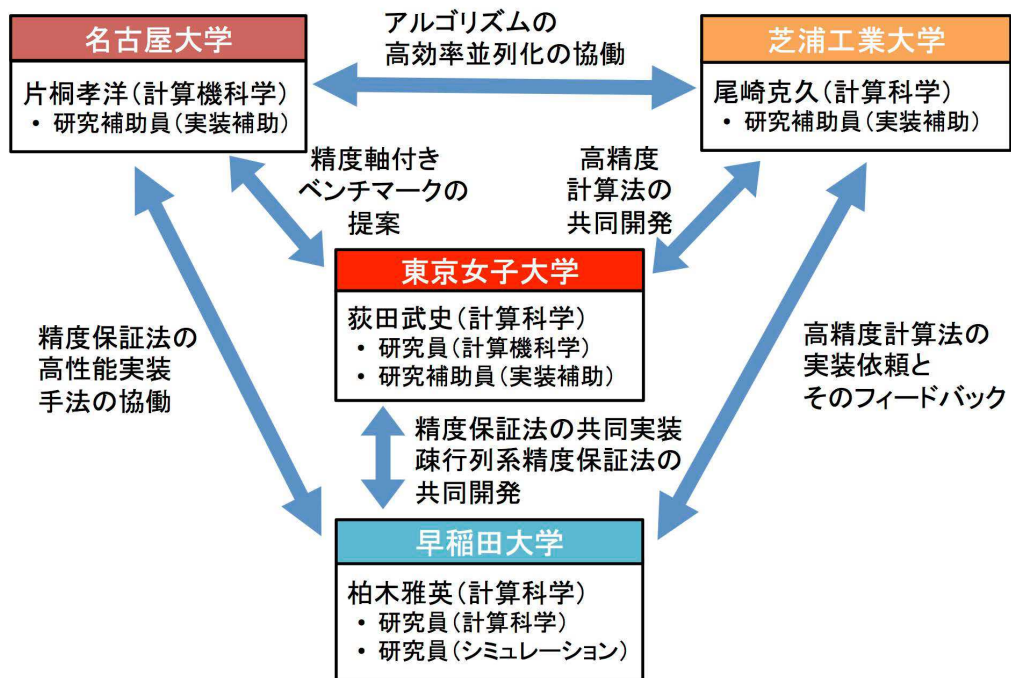 名古屋大学
片桐孝洋(計算機科学)
• 研究補助員(実装補助)
アルゴリズムの
高効率並列化の協働
芝浦工業大学
尾崎克久(計算科学)
• 研究補助員(実装補助)
精度軸付き
ベンチマークの
提案
高精度
計算法の
共同開発
東京女子大学
荻田武史(計算科学)
• 研究員(計算機科学)
• 研究補助員(実装補助)
精度保証法の
高性能実装
手法の協働
高精度計算法の
実装依頼と
そのフィードバック
精度保証法の共同実装
疎行列系精度保証法の
共同開発
早稲田大学
柏木雅英(計算科学)
• 研究員(計算科学)
• 研究員(シミュレーション)